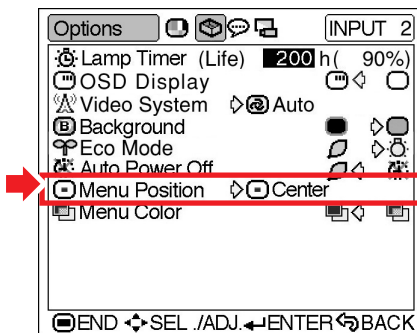 Options INPUT 2
Lamp Timer (Life) 200 h( 90%)
OSD Display
Video System Auto
B Background
Eco Mode
Auto Power Off
Menu Position Center
Menu Color
END SEL./ADJ. ENTER BACK